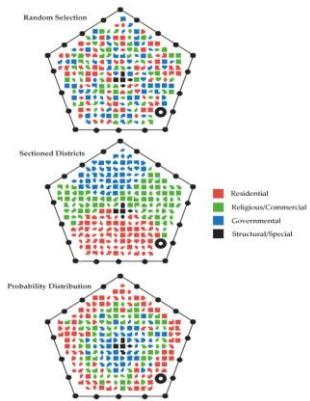 Random Selection
Sectioned Districts
Residential
Religious/Commercial
Governmental
Structural/Special
Probability Distribution